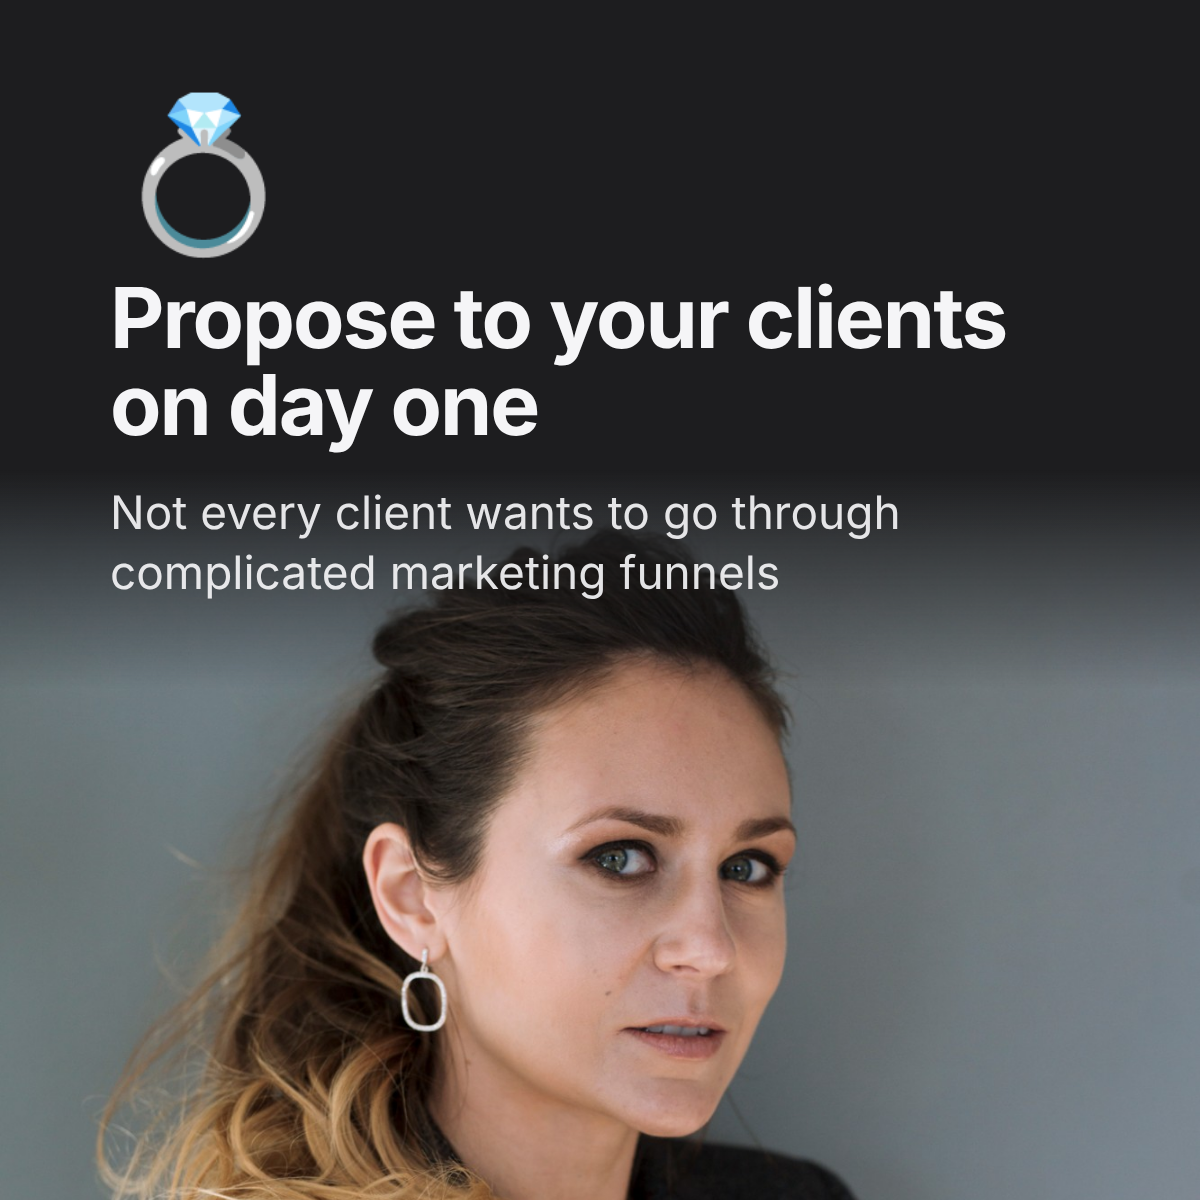 Propose to your clients
on day one
Not every client wants to go through
complicated marketing funnels